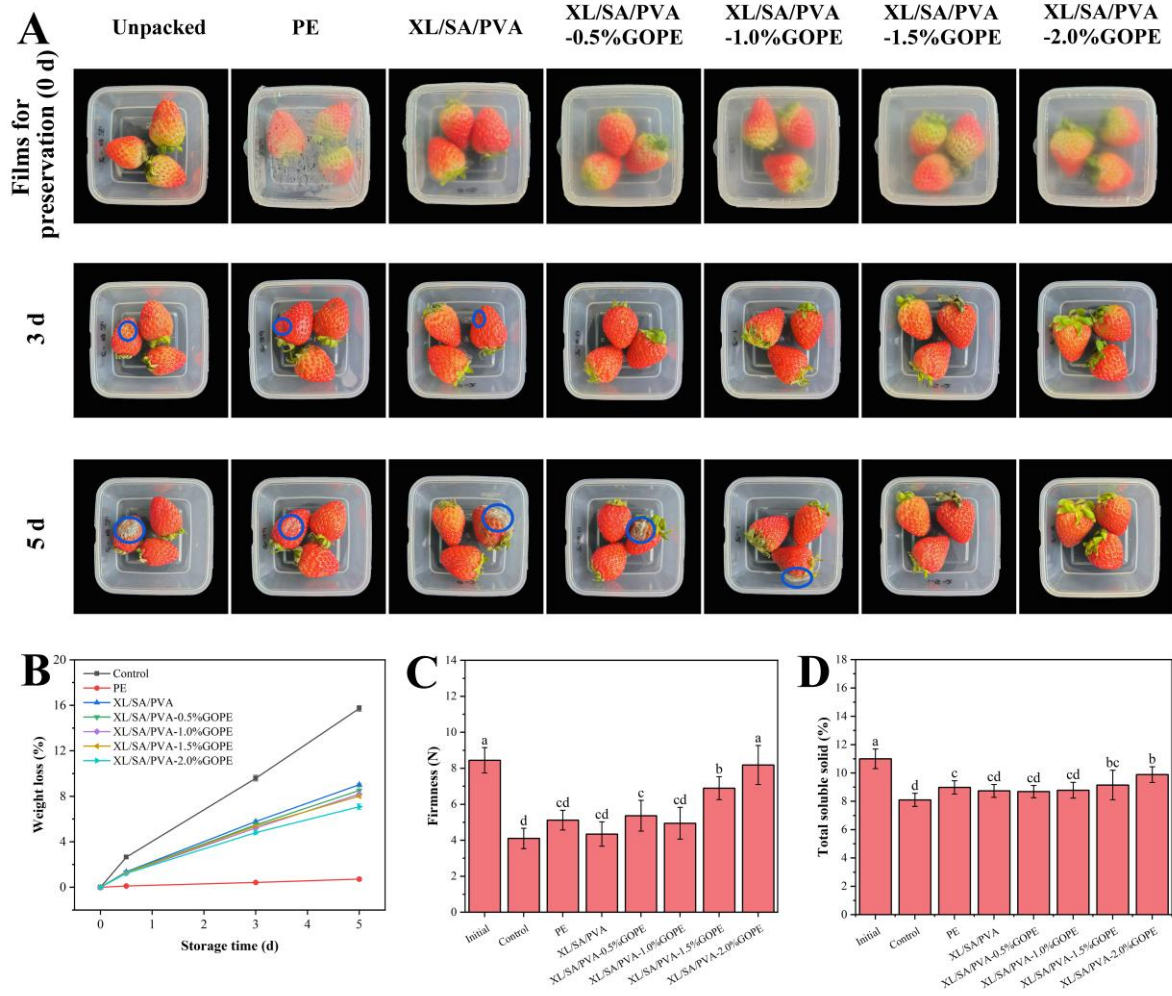 A
Unpacked
PE
XL/SA/PVA
XL/SA/PVA
-0.5%GOPE
XL/SA/PVA
-1.0%GOPE
XL/SA/PVA
-1.5%GOPE
XL/SA/PVA
-2.0%GOPE
Films for
preservation (0 d)
3 d
5 d
B
Weight loss (%)
20
16
12
8
4
0
Control
PE
XL/SA/PVA
XL/SA/PVA-0.5%GOPE
XL/SA/PVA-1.0%GOPE
XL/SA/PVA-1.5%GOPE
XL/SA/PVA-2.0%GOPE
0 1 2 3 4 5
Storage time (d)
C
Firmness (N)
14
12
10
8
6
4
2
0
a d cd cd c cd b a
Initial
Control
PE
XL/SA/PVA
XL/SA/PVA-0.5%GOPE
XL/SA/PVA-1.0%GOPE
XL/SA/PVA-1.5%GOPE
XL/SA/PVA-2.0%GOPE
D
Total soluble solid (%)
18
16
14
12
10
8
6
4
2
0
a d c cd cd cd bc b
Initial
Control
PE
XL/SA/PVA
XL/SA/PVA-0.5%GOPE
XL/SA/PVA-1.0%GOPE
XL/SA/PVA-1.5%GOPE
XL/SA/PVA-2.0%GOPE